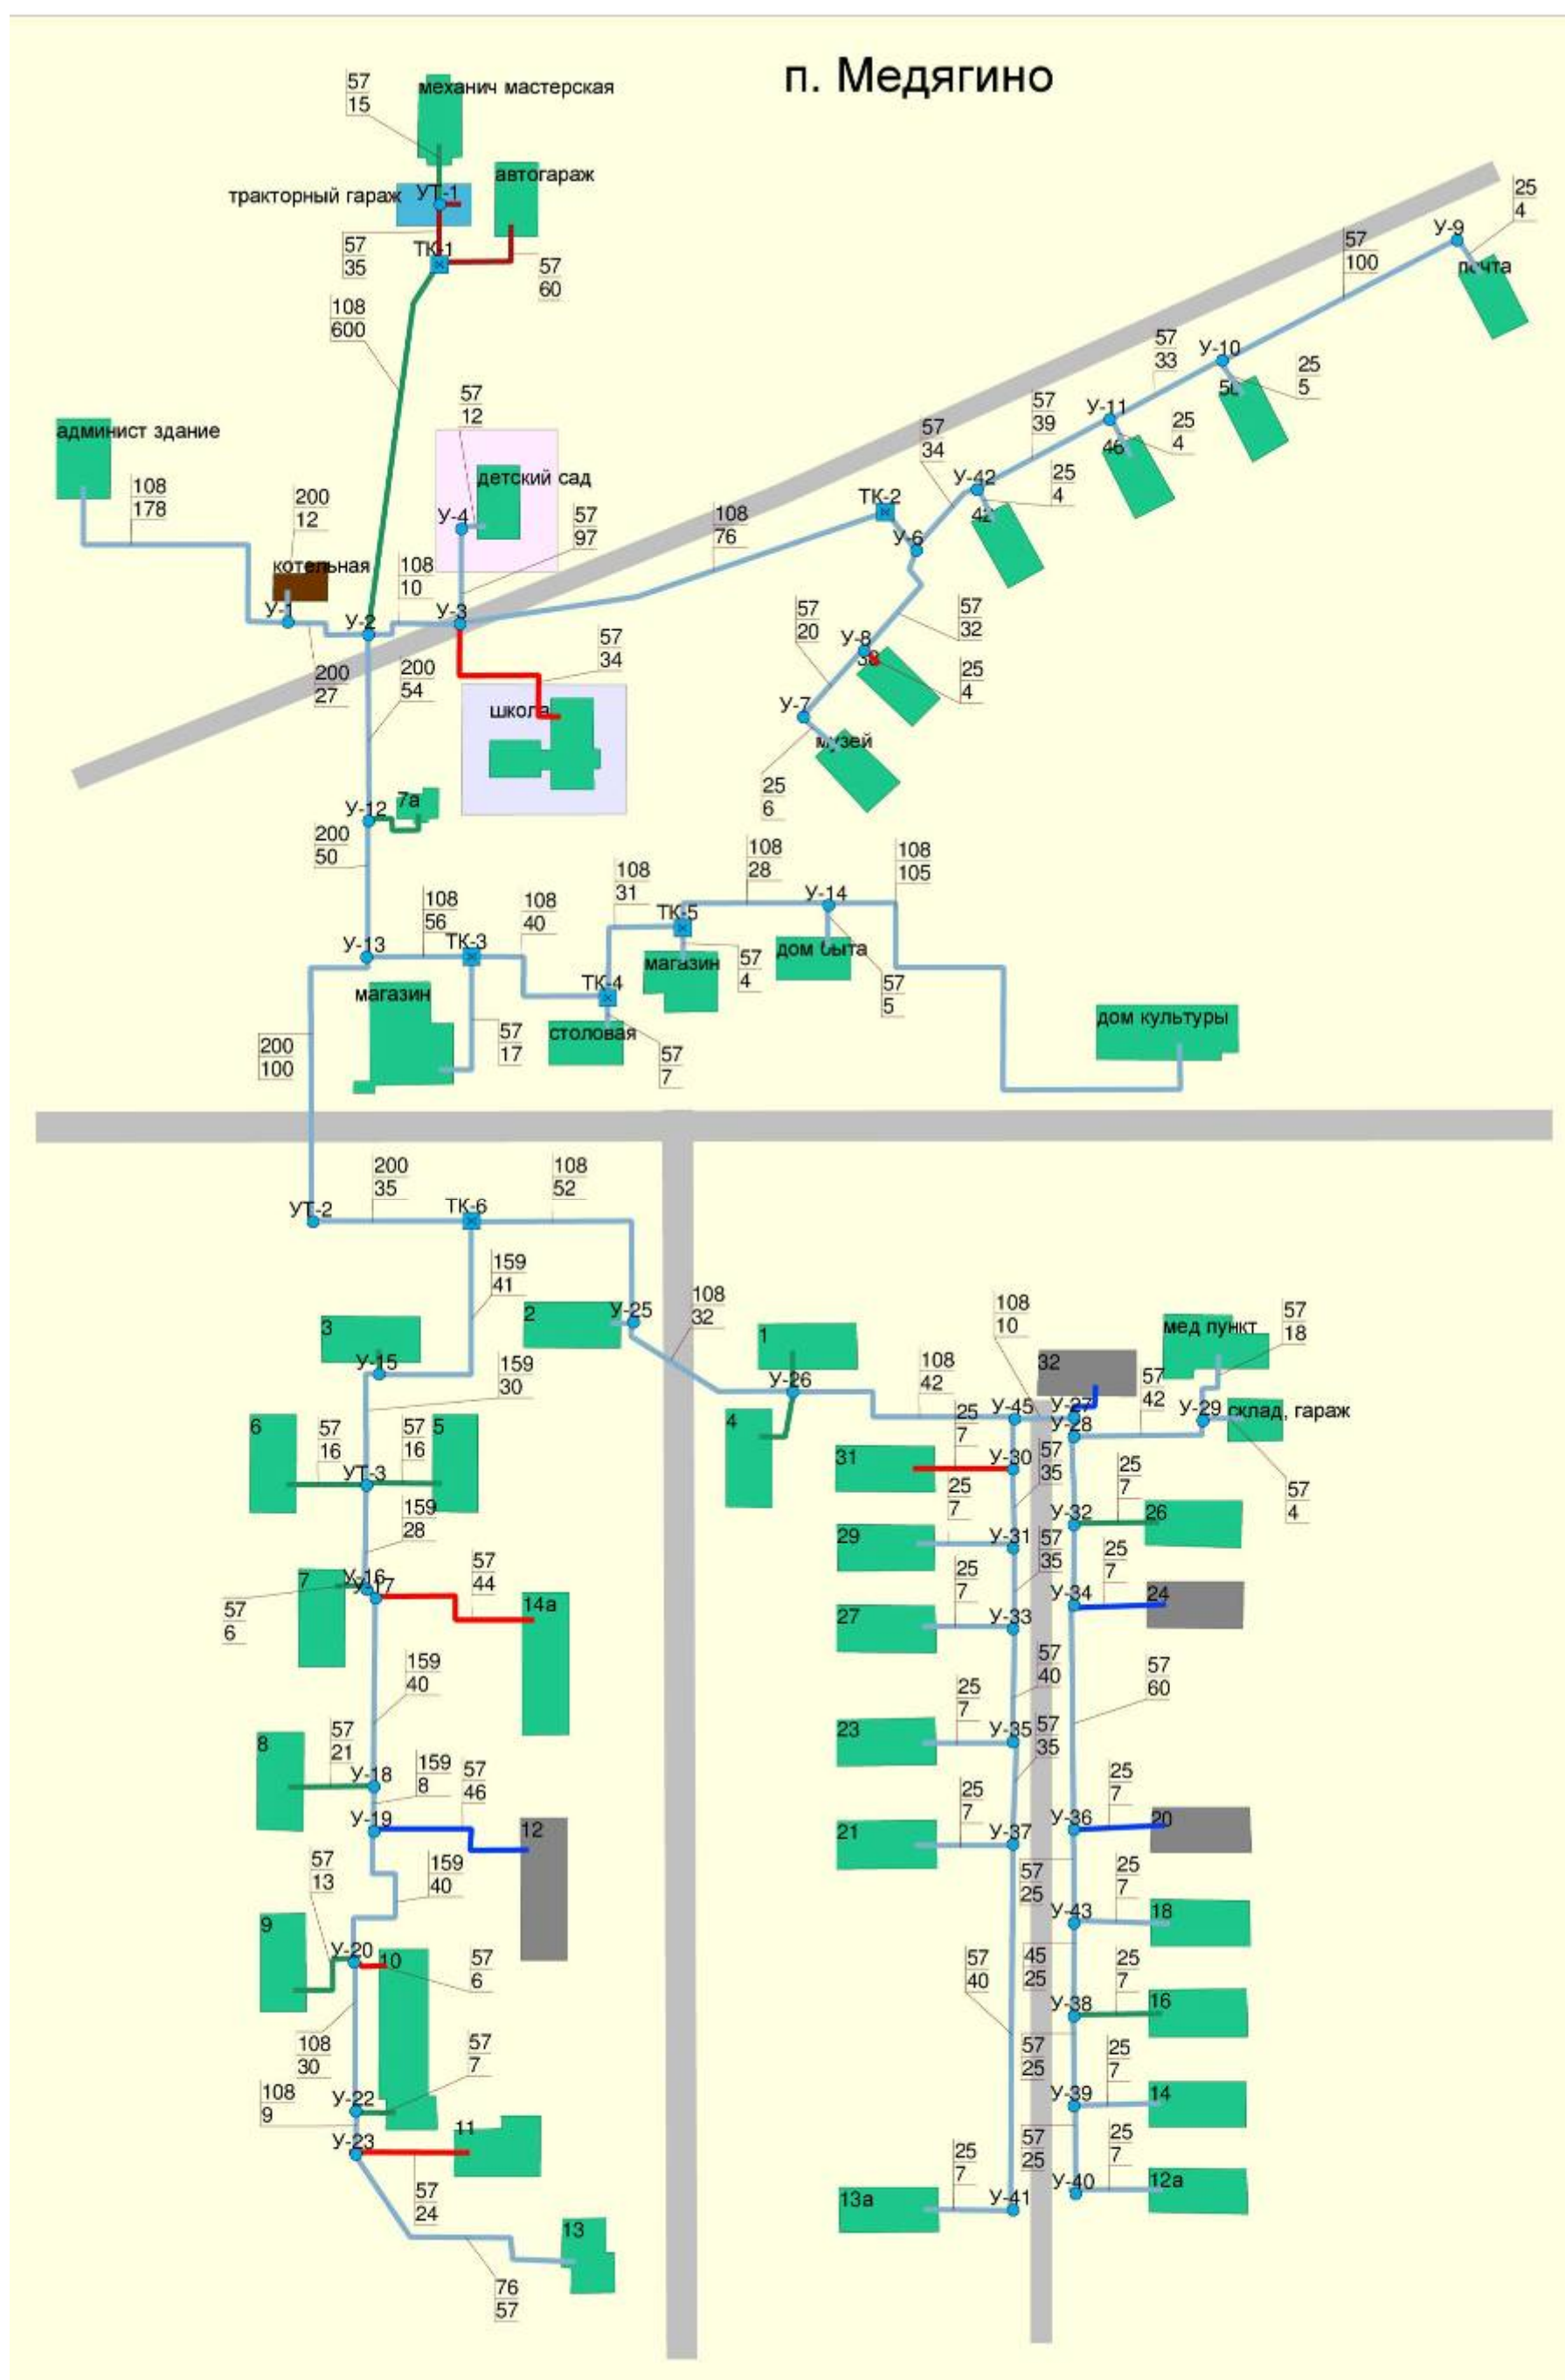 п. Медягино
57
15
механич мастерская
автогараж
тракторный гараж
УТ-1
57
35
ТК-1
57
60
108
600
25
4
У-9
почта
57
100
57
33
У-10
25
5
57
12
57
39
У-11
25
4
46
админист здание
57
34
детский сад
У-42
25
4
42
108
178
200
12
У-4
57
97
108
76
ТК-2
У-6
котельная
108
10
У-1
У-2
У-3
57
20
57
32
57
34
У-8
38
200
27
200
54
25
4
школа
У-7
музей
25
6
У-12
7а
200
50
108
28
108
105
108
31
108
56
108
40
У-14
ТК-5
У-13
ТК-3
дом быта
магазин
57
4
ТК-4
57
5
магазин
57
17
столовая
дом культуры
200
100
57
7
200
35
108
52
УТ-2
ТК-6
159
41
108
32
108
10
57
18
2
У-25
3
1
мед пункт
У-15
159
30
108
42
32
57
42
У-26
У-45
У-27
У-29
склад, гараж
6
57
16
57
16
5
4
25
7
У-28
31
У-30
57
35
25
7
УТ-3
25
7
57
4
159
28
У-32
26
29
У-31
57
35
25
7
57
44
25
7
7
У-16
У-17
14а
У-34
24
57
6
27
У-33
159
40
57
40
57
60
25
7
57
21
8
23
У-35
57
35
У-18
159
8
57
46
25
7
25
7
У-19
12
У-36
20
21
У-37
57
13
159
40
57
25
25
7
9
У-43
18
У-20
10
57
6
57
40
45
25
25
7
У-38
16
108
30
57
7
57
25
25
7
108
9
У-22
У-39
14
У-23
11
57
25
25
7
25
7
57
24
У-40
12а
13а
У-41
13
76
57